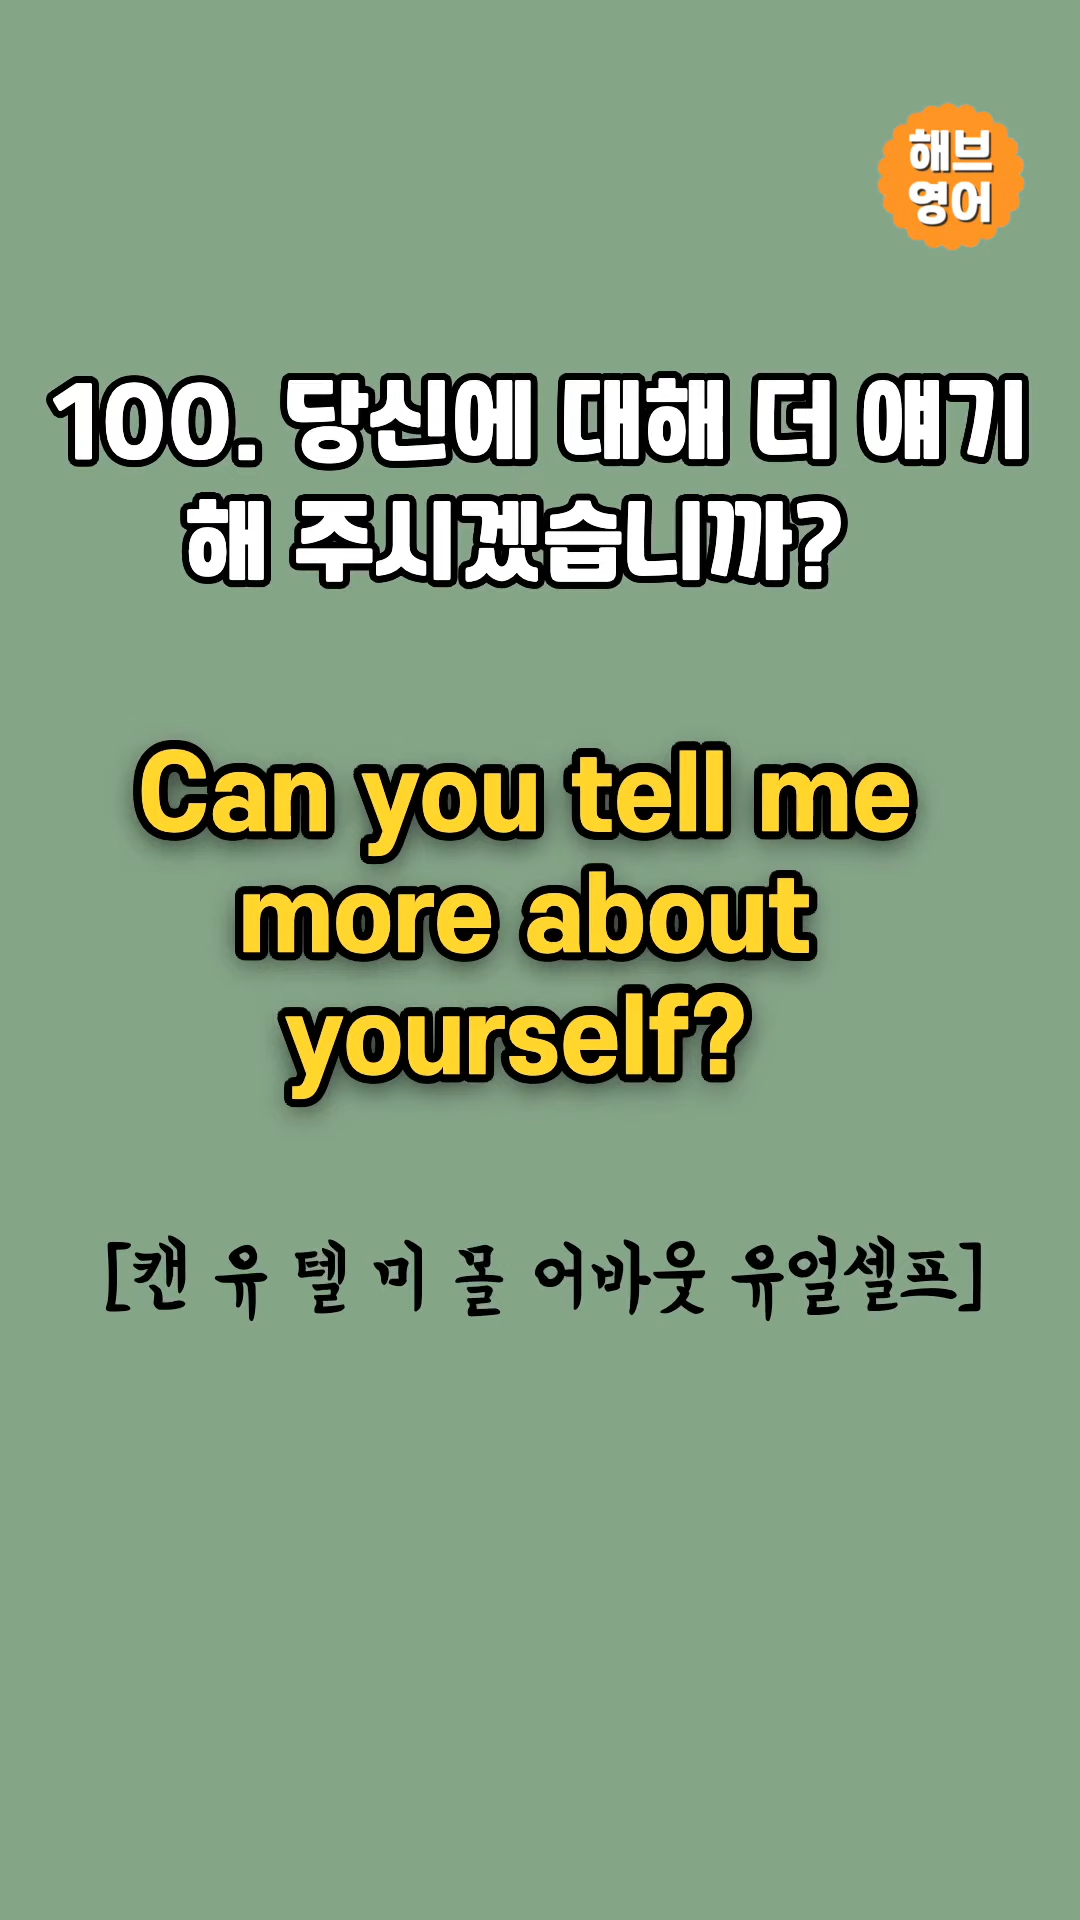 해브
영어
100. 당신에 대해 더 얘기
해 주시겠습니까?
Can you tell me
more about
yourself?
[캔 유 텔 미 몰 어바웃 유얼셀프]